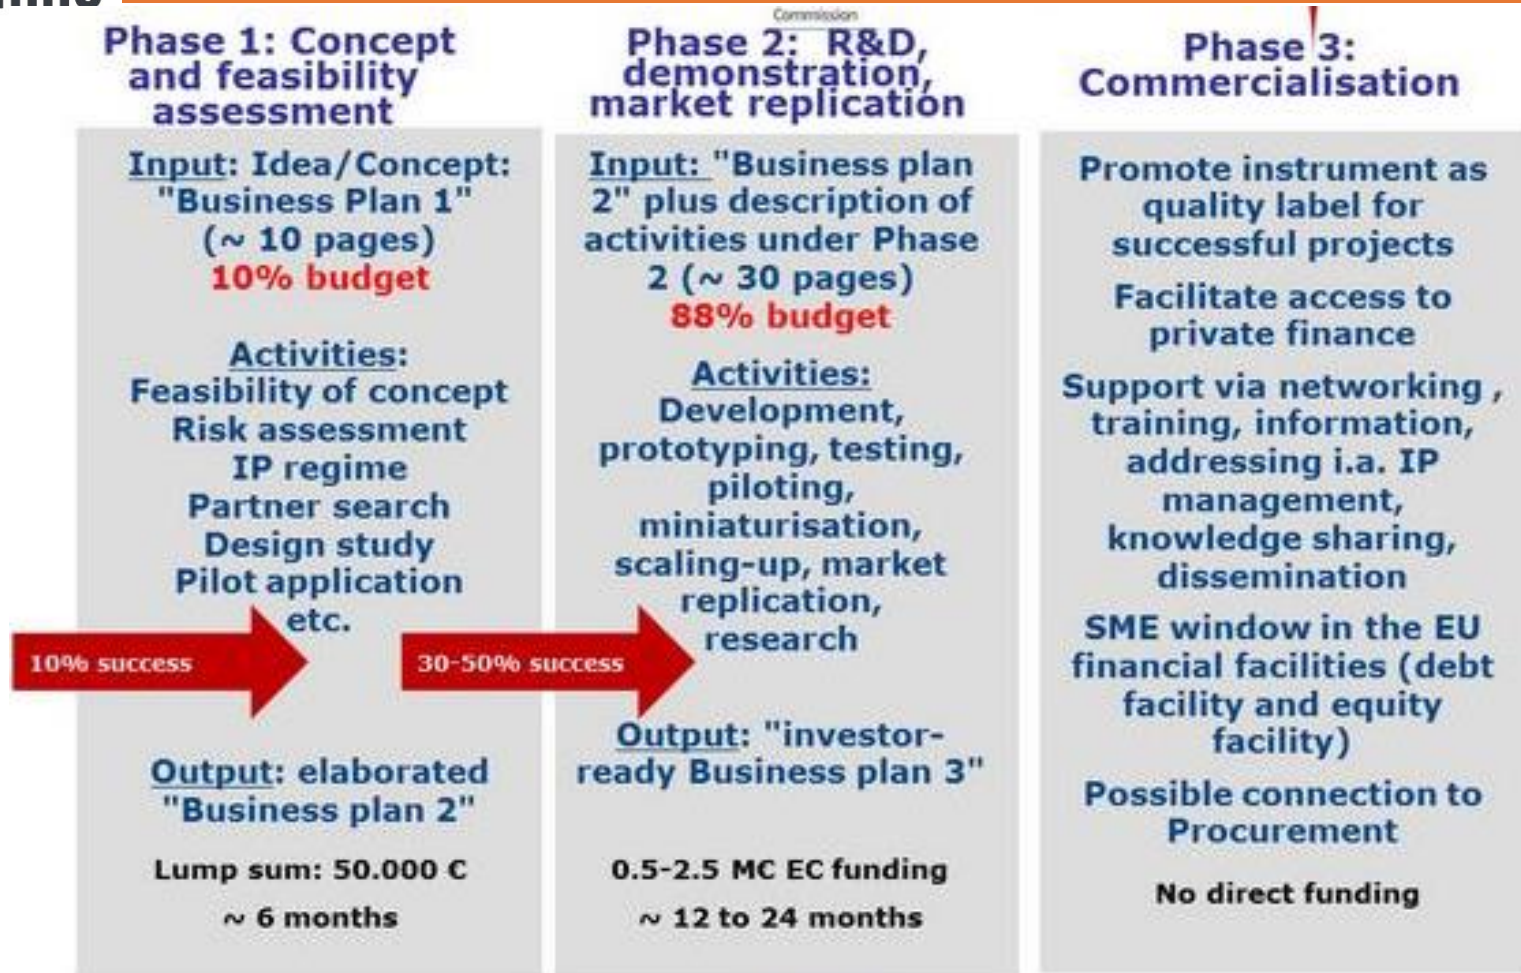 Commission
Phase 1: Concept
and feasibility
assessment
Input: Idea/Concept:
"Business Plan 1"
(~ 10 pages)
10% budget
Activities:
Feasibility of concept
Risk assessment
IP regime
Partner search
Design study
Pilot application
etc.
10% success
Output: elaborated
"Business plan 2"
Lump sum: 50.000 €
~ 6 months
Phase 2: R&D,
demonstration,
market replication
Input: "Business plan
2" plus description of
activities under Phase
2 (~ 30 pages)
88% budget
Activities:
Development,
prototyping, testing,
piloting,
miniaturisation,
scaling-up, market
replication,
research
30-50% success
Output: "investor-
ready Business plan 3"
0.5-2.5 M€ EC funding
~ 12 to 24 months
Phase 3:
Commercialisation
Promote instrument as
quality label for
successful projects
Facilitate access to
private finance
Support via networking ,
training, information,
addressing i.a. IP
management,
knowledge sharing,
dissemination
SME window in the EU
financial facilities (debt
facility and equity
facility)
Possible connection to
Procurement
No direct funding